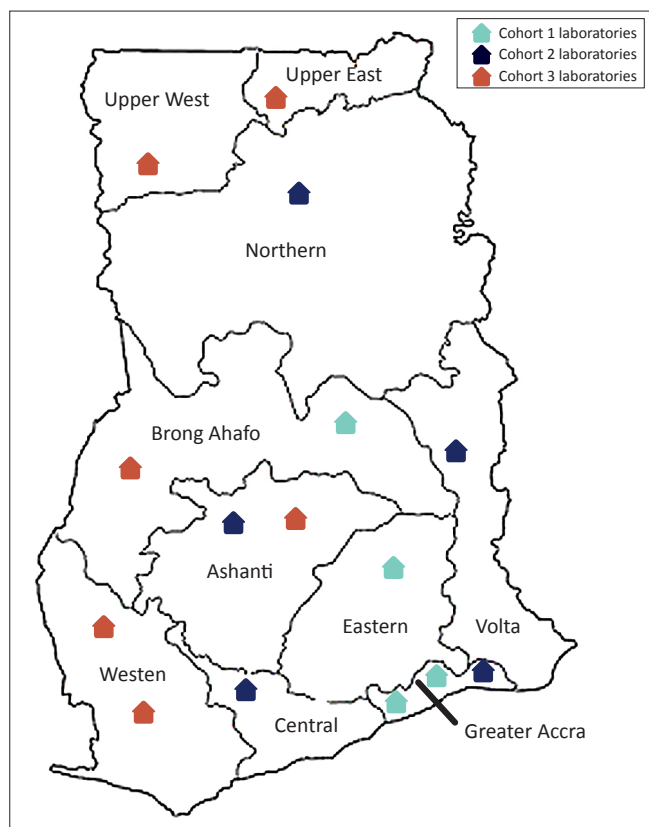 Cohort 1 laboratories
Cohort 2 laboratories
Cohort 3 laboratories
Upper East
Upper West
Northern
Brong Ahafo
Ashanti
Eastern
Volta
Westen
Central
Greater Accra